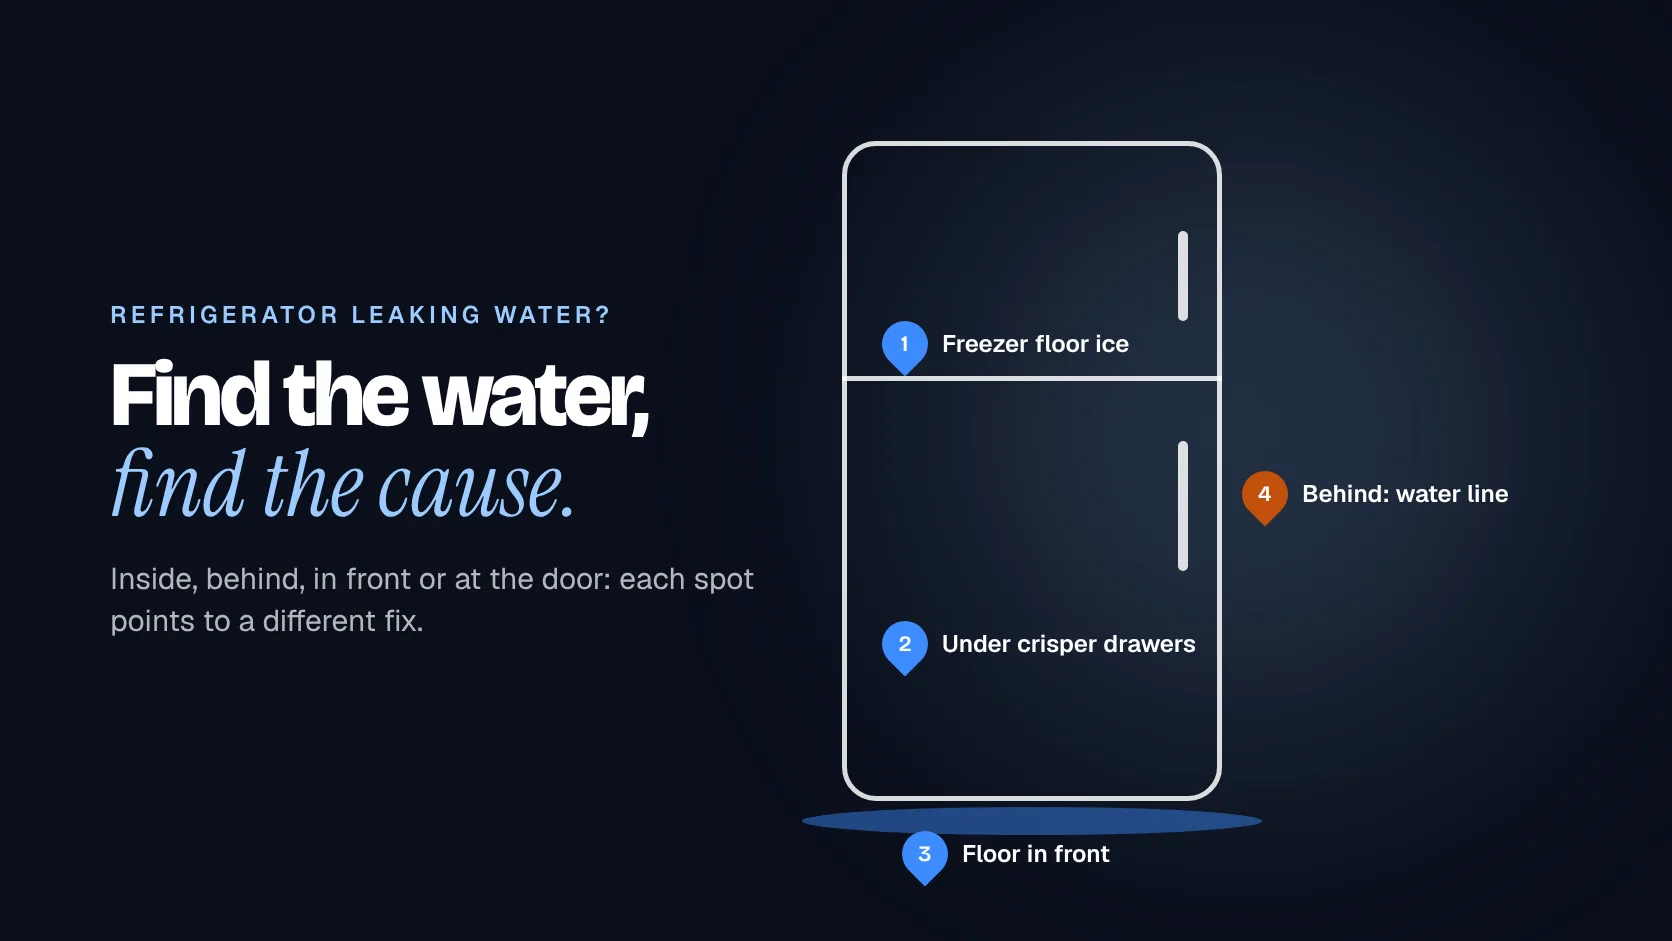 REFRIGERATOR LEAKING WATER?
Find the water,
find the cause.
Inside, behind, in front or at the door: each spot
points to a different fix.
1 Freezer floor ice
4 Behind: water line
2 Under crisper drawers
3 Floor in front